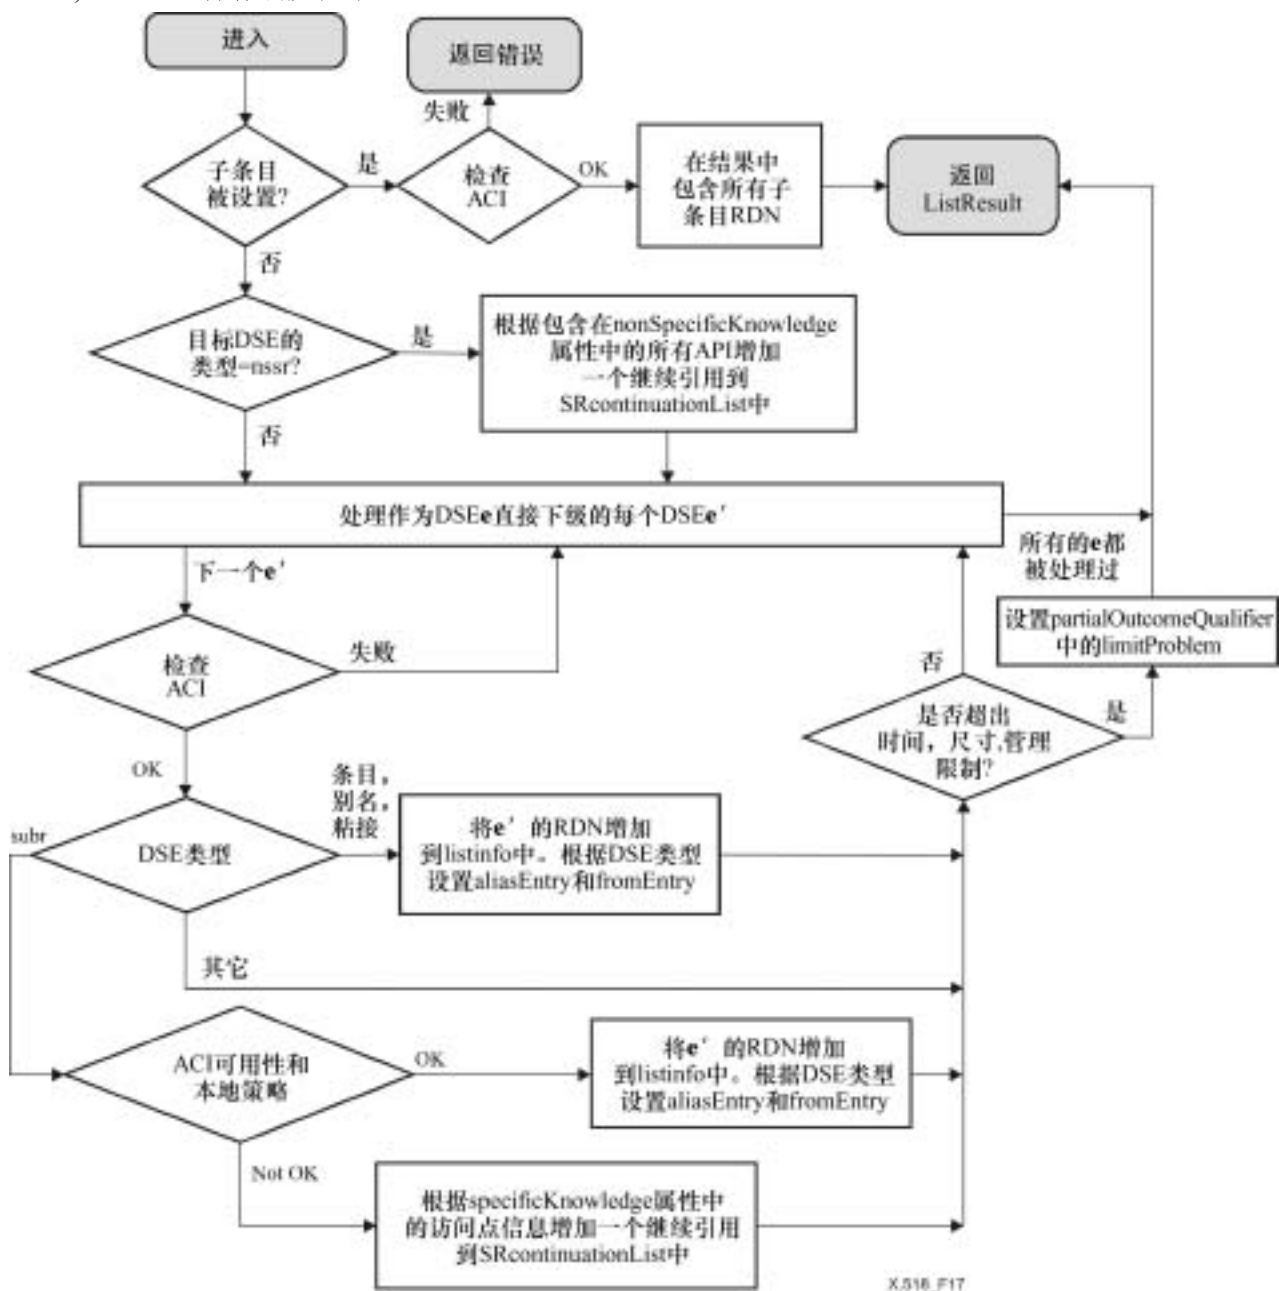 进入
返回错误
失败
子条目
被设置?
是
检查
ACI
OK
在结果中
包含所有子
条目RDN
返回
ListResult
否
目标DSE的
类型=nssr?
是
根据包含在nonSpecificKnowledge
属性中的所有API增加
一个继续引用到
SRcontinuationList中
否
处理作为DSEe直接下级的每个DSEe'
所有的e都
被处理过
下一个e'
检查
ACI
失败
设置partialOutcomeQualifier
中的limitProblem
否
是否超出
时间，尺寸,管理
限制?
是
OK
条目，
别名，
粘接
subr
DSE类型
将e'的RDN增加
到listinfo中。根据DSE类型
设置aliasEntry和fromEntry
其它
ACI可用性和
本地策略
OK
将e'的RDN增加
到listinfo中。根据DSE类型
设置aliasEntry和fromEntry
Not OK
根据specificKnowledge属性中
的访问点信息增加一个继续引用
到SRcontinuationList中
X.518_F17